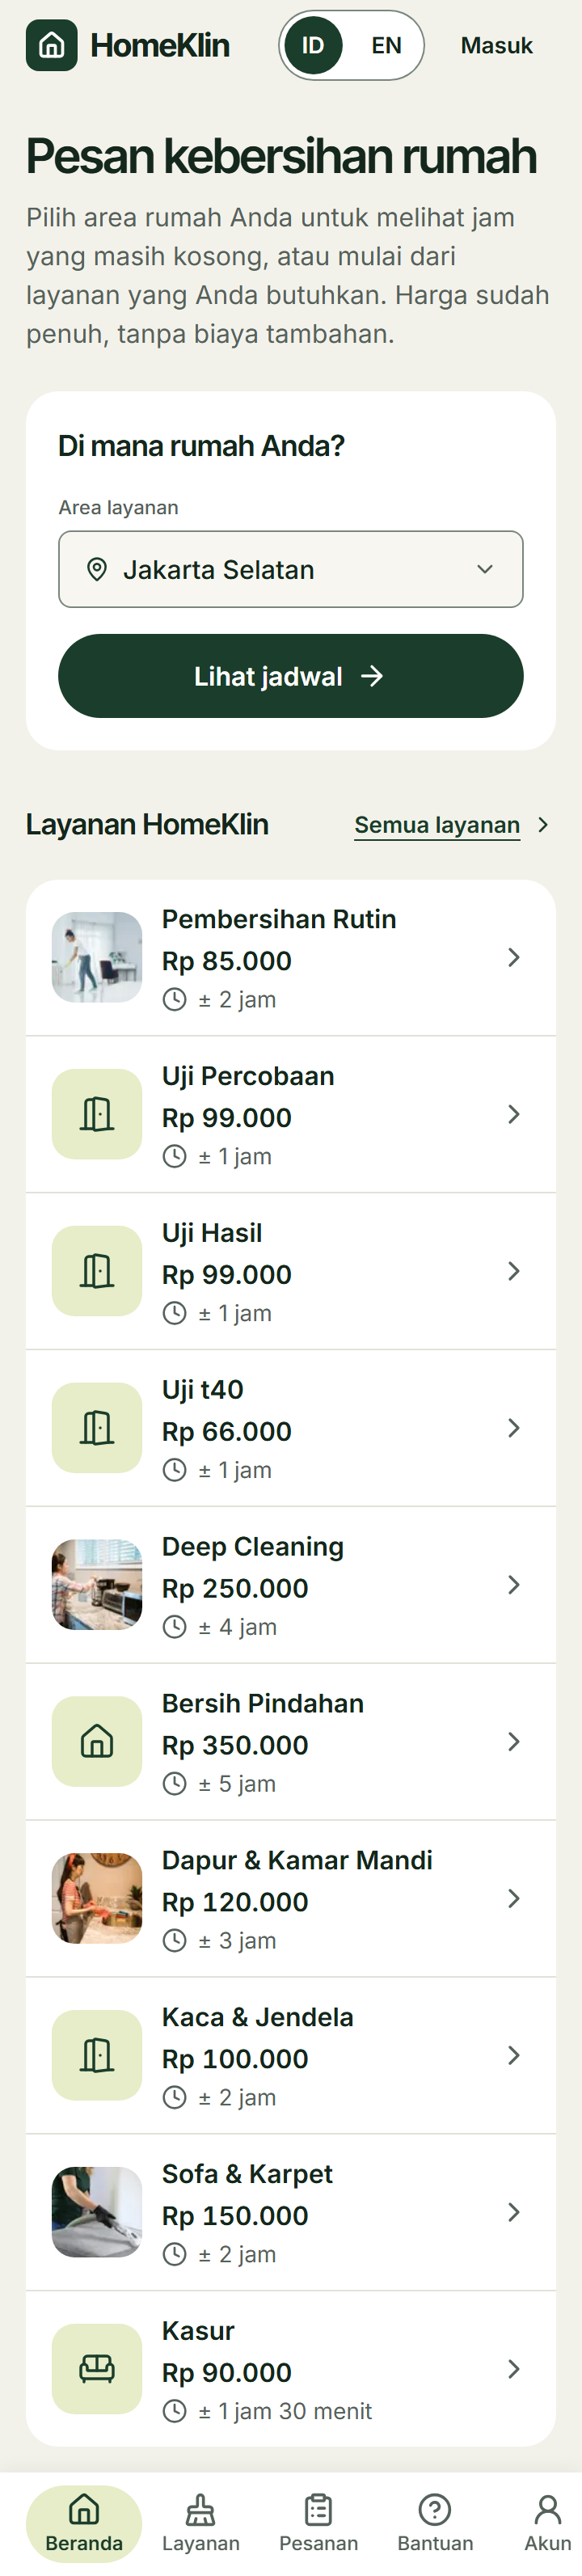 HomeKlin
ID EN
Masuk
Pesan kebersihan rumah
Pilih area rumah Anda untuk melihat jam
yang masih kosong, atau mulai dari
layanan yang Anda butuhkan. Harga sudah
penuh, tanpa biaya tambahan.
Di mana rumah Anda?
Area layanan
Jakarta Selatan
Lihat jadwal
Layanan HomeKlin
Semua layanan
Pembersihan Rutin
Rp 85.000
± 2 jam
Uji Percobaan
Rp 99.000
± 1 jam
Uji Hasil
Rp 99.000
± 1 jam
Uji t40
Rp 66.000
± 1 jam
Deep Cleaning
Rp 250.000
± 4 jam
Bersih Pindahan
Rp 350.000
± 5 jam
Dapur & Kamar Mandi
Rp 120.000
± 3 jam
Kaca & Jendela
Rp 100.000
± 2 jam
Sofa & Karpet
Rp 150.000
± 2 jam
Kasur
Rp 90.000
± 1 jam 30 menit
Beranda
Layanan
Pesanan
Bantuan
Akun